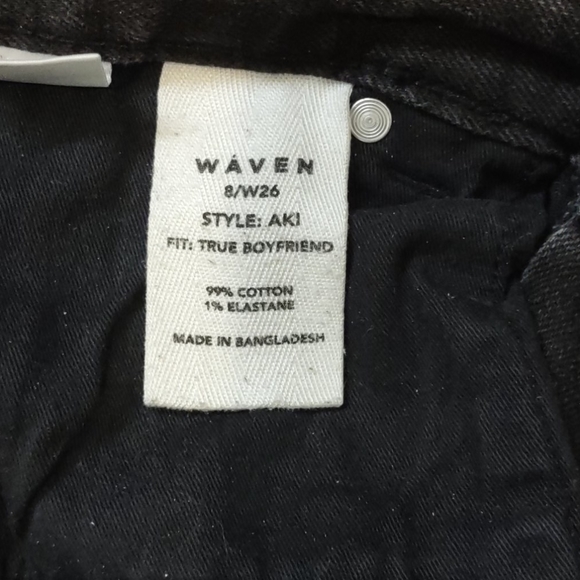 WÁVEN
8/W26
STYLE: AKI
FIT: TRUE BOYFRIEND
99% COTTON
1% ELASTANE
MADE IN BANGLADESH